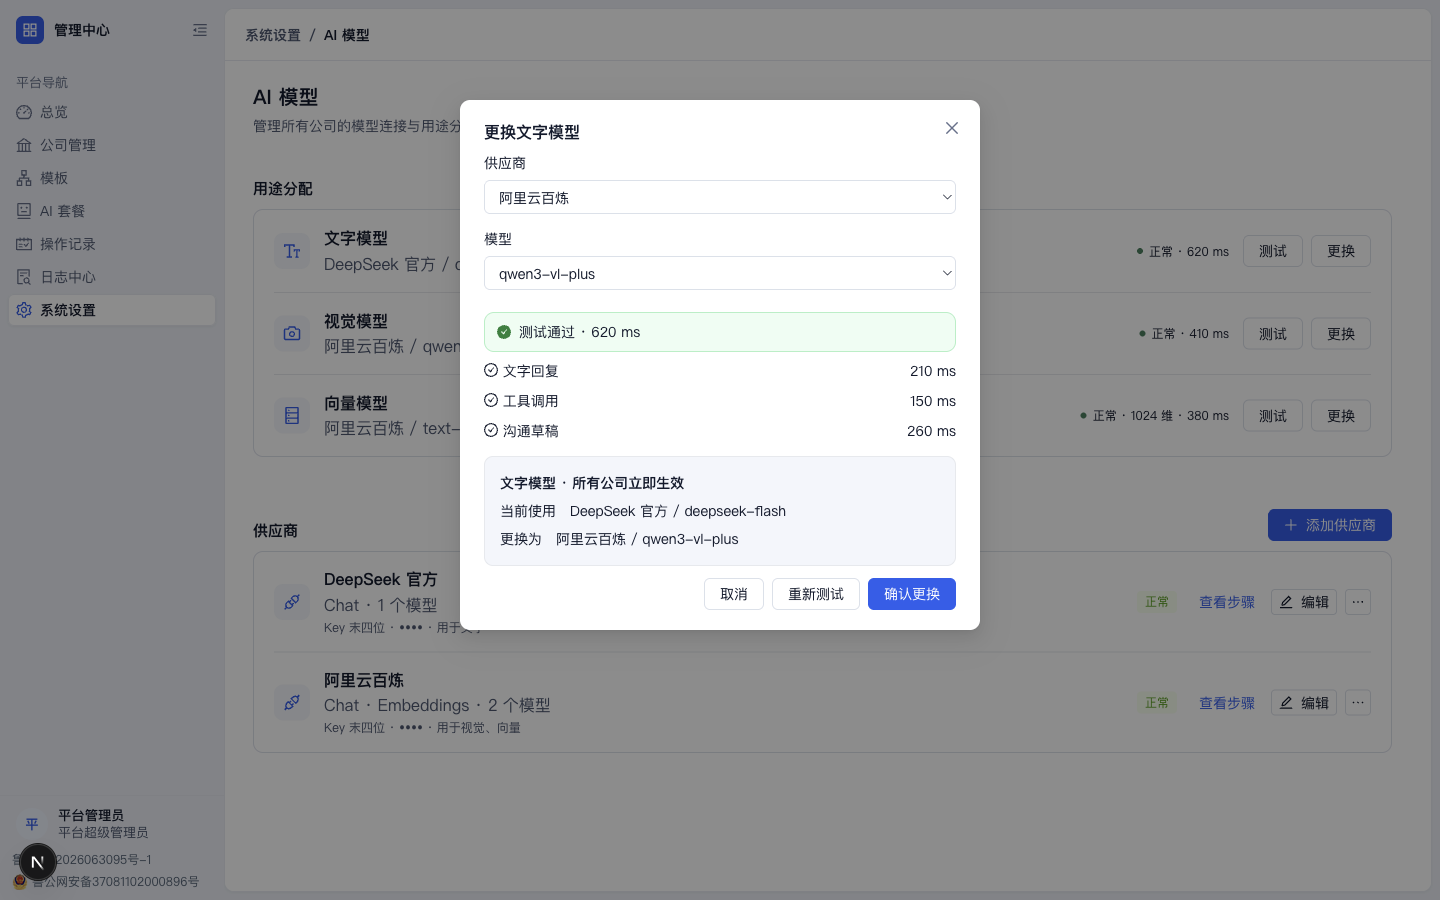 管理中心
平台导航
总览
公司管理
模板
AI 套餐
操作记录
日志中心
系统设置
平台管理员
平台超级管理员
2026063095号-1
鲁公网安备37081102000896号
系统设置 / AI 模型
AI 模型
管理所有公司的模型连接与用途分
用途分配
文字模型
DeepSeek 官方 /
正常 · 620 ms
测试
更换
视觉模型
阿里云百炼 / qwen
正常 · 410 ms
测试
更换
向量模型
阿里云百炼 / text-
正常 · 1024 维 · 380 ms
测试
更换
供应商
添加供应商
DeepSeek 官方
Chat · 1 个模型
Key 末四位 · •••• · 用于文字
正常
查看步骤
编辑
···
阿里云百炼
Chat · Embeddings · 2 个模型
Key 末四位 · •••• · 用于视觉、向量
正常
查看步骤
编辑
···
更换文字模型
供应商
阿里云百炼
模型
qwen3-vl-plus
测试通过 · 620 ms
文字回复 210 ms
工具调用 150 ms
沟通草稿 260 ms
文字模型 · 所有公司立即生效
当前使用 DeepSeek 官方 / deepseek-flash
更换为 阿里云百炼 / qwen3-vl-plus
取消
重新测试
确认更换
平
N